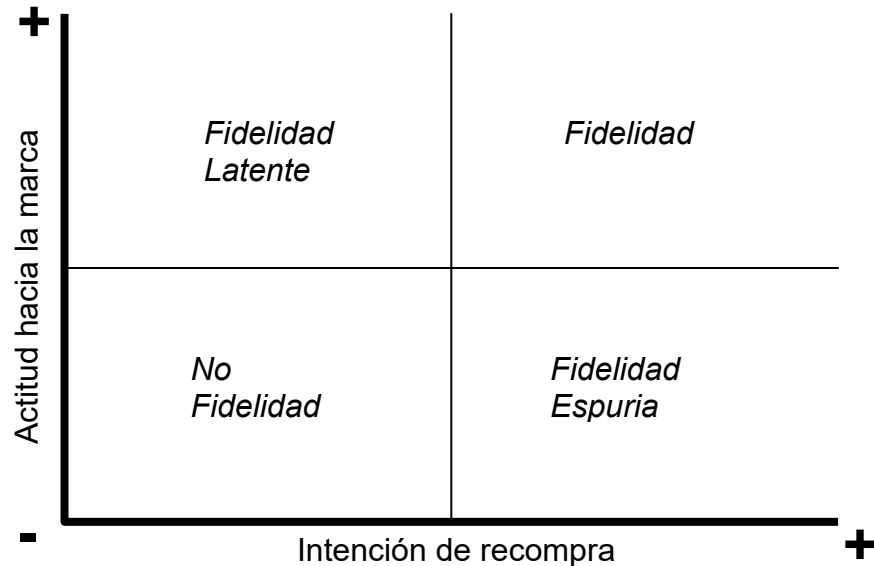 +
Actitud hacia la marca
Fidelidad
Latente
Fidelidad
No
Fidelidad
Fidelidad
Espuria
-
Intención de recompra
+